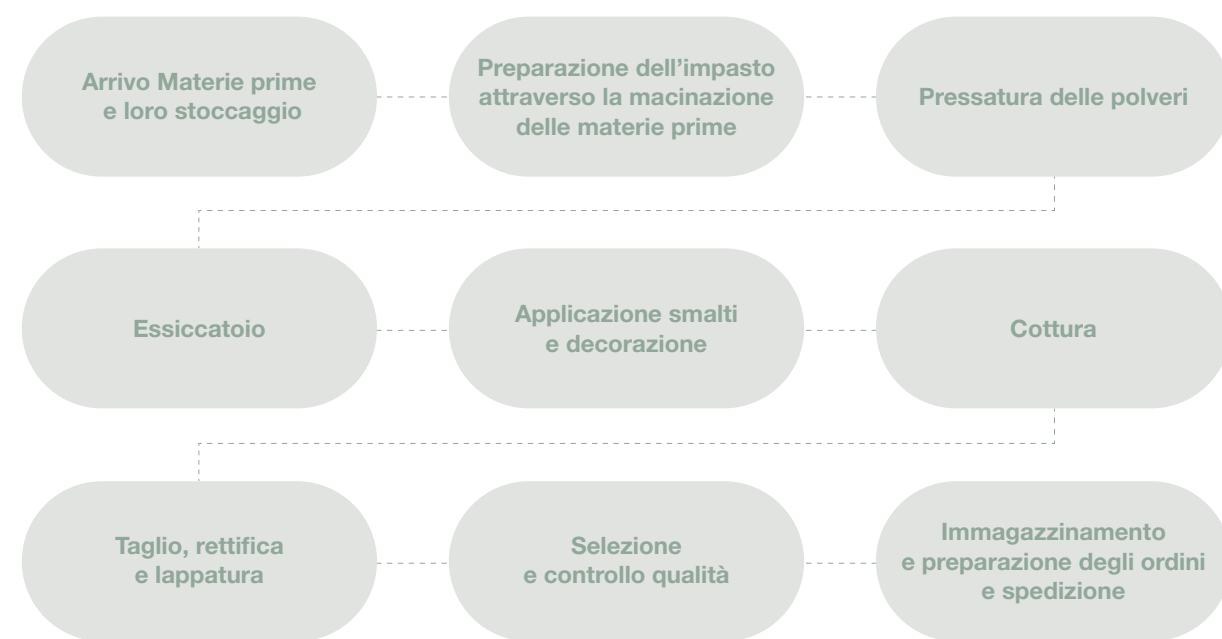 Arrivo Materie prime
e loro stoccaggio
Preparazione dell’impasto
attraverso la macinazione
delle materie prime
Pressatura delle polveri
Essiccatoio
Applicazione smalti
e decorazione
Cottura
Taglio, rettifica
e lappatura
Selezione
e controllo qualità
Immagazzinamento
e preparazione degli ordini
e spedizione